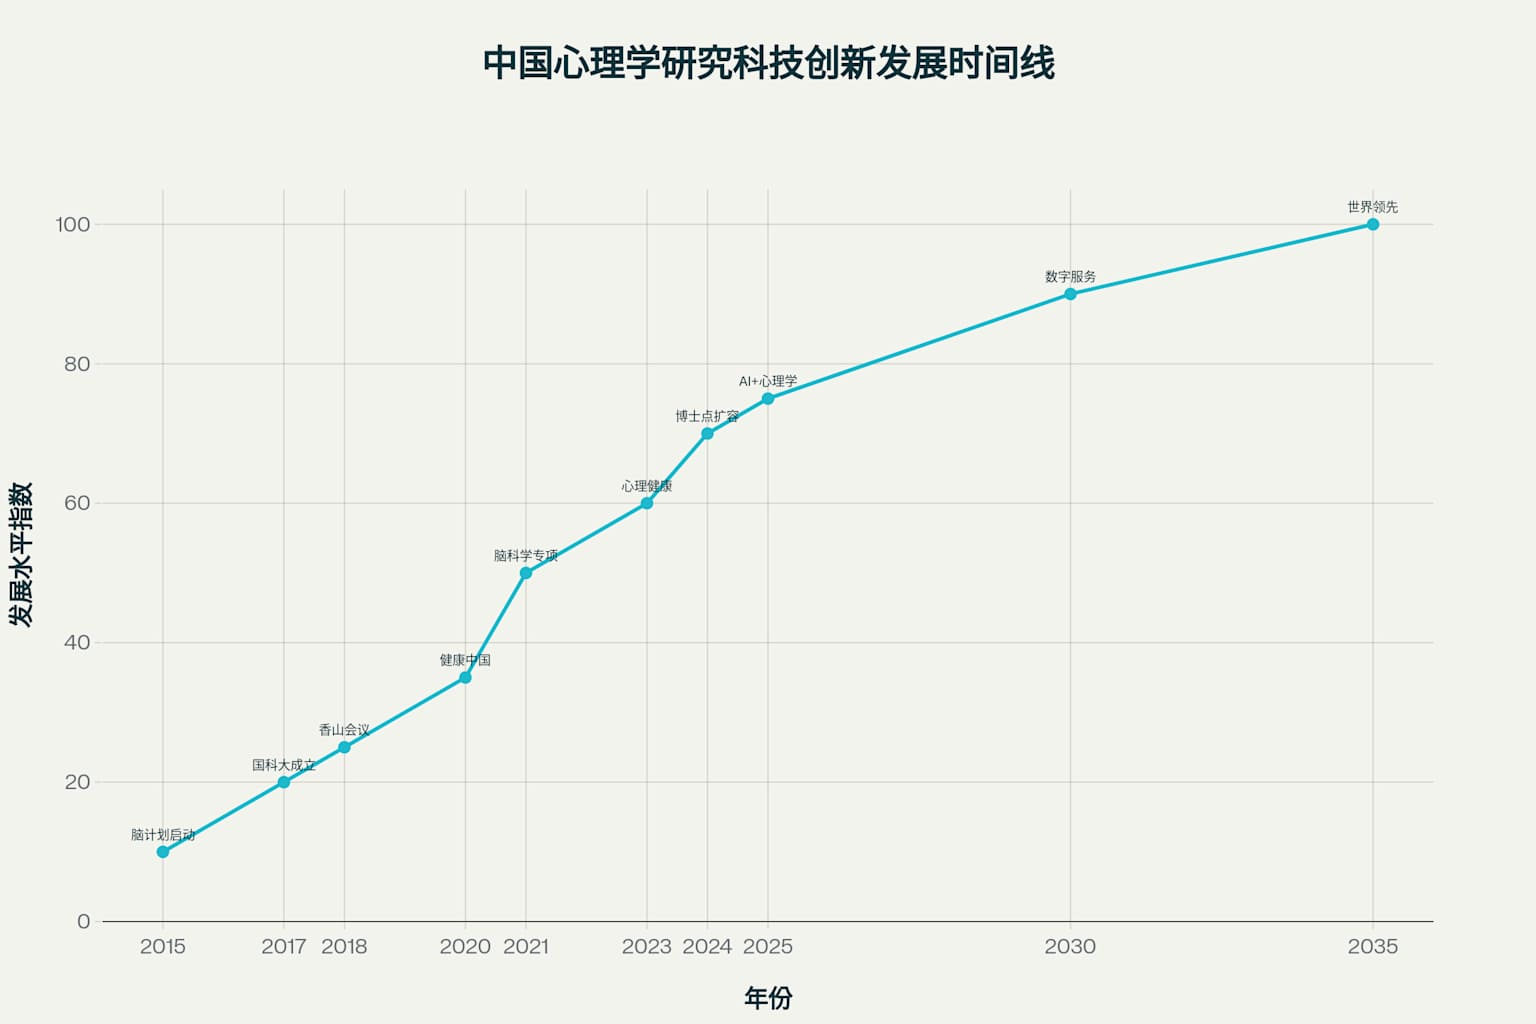 中国心理学研究科技创新发展时间线
发展水平指数
100
80
60
40
20
0
世界领先
数字服务
AI+心理学
博士点扩容
心理健康
脑科学专项
健康中国
香山会议
国科大成立
脑计划启动
2015 2017 2018 2020 2021 2023 2024 2025 2030 2035
年份